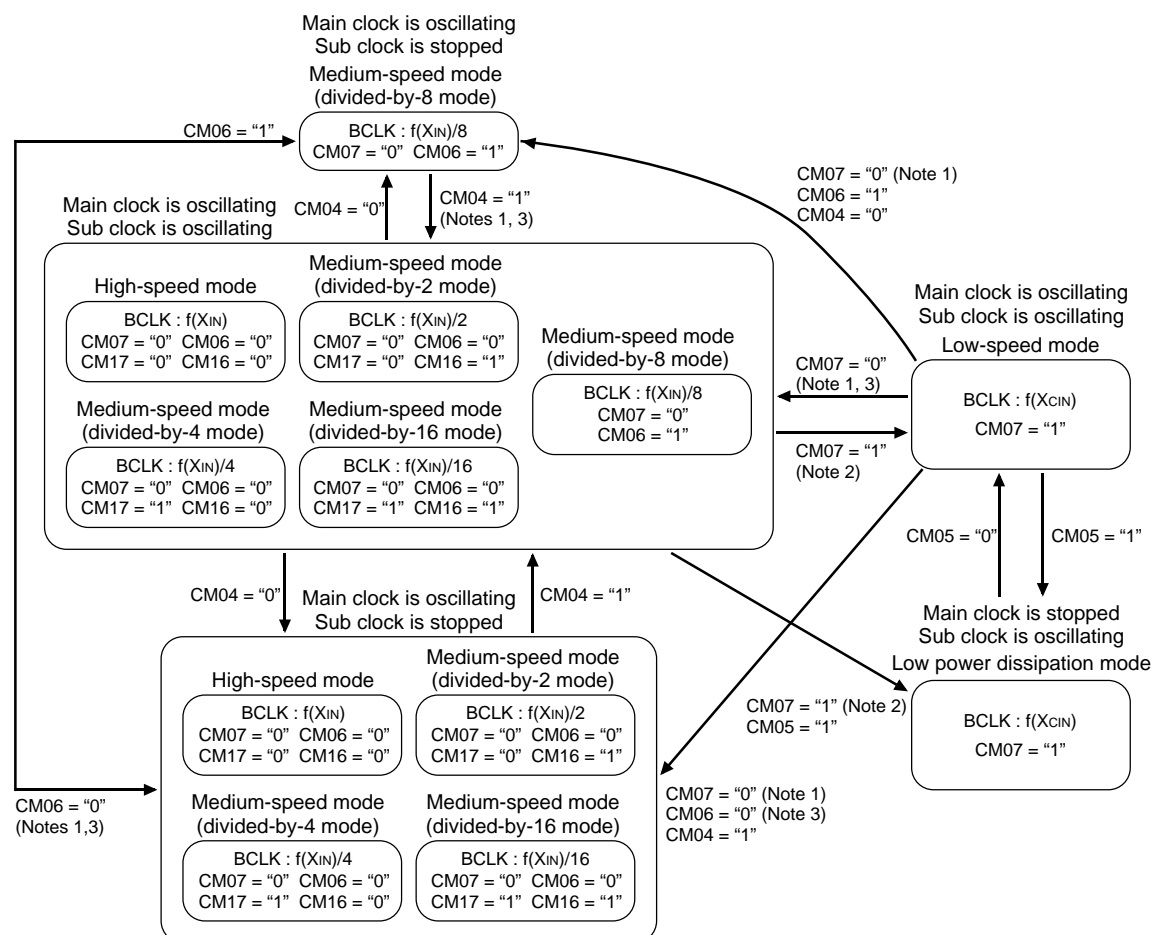 Main clock is oscillating
Sub clock is stopped
Medium-speed mode
(divided-by-8 mode)
BCLK : f(XIN)/8
CM07 = “0” CM06 = “1”
CM06 = “1”
CM04 = “0”
CM04 = “1”
(Notes 1, 3)
CM07 = “0” (Note 1)
CM06 = “1”
CM04 = “0”
Main clock is oscillating
Sub clock is oscillating
High-speed mode
BCLK : f(XIN)
CM07 = “0” CM06 = “0”
CM17 = “0” CM16 = “0”
Medium-speed mode
(divided-by-2 mode)
BCLK : f(XIN)/2
CM07 = “0” CM06 = “0”
CM17 = “0” CM16 = “1”
Medium-speed mode
(divided-by-4 mode)
BCLK : f(XIN)/4
CM07 = “0” CM06 = “0”
CM17 = “1” CM16 = “0”
Medium-speed mode
(divided-by-16 mode)
BCLK : f(XIN)/16
CM07 = “0” CM06 = “0”
CM17 = “1” CM16 = “1”
Medium-speed mode
(divided-by-8 mode)
BCLK : f(XIN)/8
CM07 = “0”
CM06 = “1”
CM07 = “0”
(Note 1, 3)
CM07 = “1”
(Note 2)
Main clock is oscillating
Sub clock is oscillating
Low-speed mode
BCLK : f(XCIN)
CM07 = “1”
CM05 = “0”
CM05 = “1”
Main clock is stopped
Sub clock is oscillating
Low power dissipation mode
BCLK : f(XCIN)
CM07 = “1”
CM07 = “1” (Note 2)
CM05 = “1”
CM04 = “0”
CM04 = “1”
Main clock is oscillating
Sub clock is stopped
High-speed mode
BCLK : f(XIN)
CM07 = “0” CM06 = “0”
CM17 = “0” CM16 = “0”
Medium-speed mode
(divided-by-2 mode)
BCLK : f(XIN)/2
CM07 = “0” CM06 = “0”
CM17 = “0” CM16 = “1”
Medium-speed mode
(divided-by-4 mode)
BCLK : f(XIN)/4
CM07 = “0” CM06 = “0”
CM17 = “1” CM16 = “0”
Medium-speed mode
(divided-by-16 mode)
BCLK : f(XIN)/16
CM07 = “0” CM06 = “0”
CM17 = “1” CM16 = “1”
CM06 = “0”
(Notes 1,3)
CM07 = “0” (Note 1)
CM06 = “0” (Note 3)
CM04 = “1”